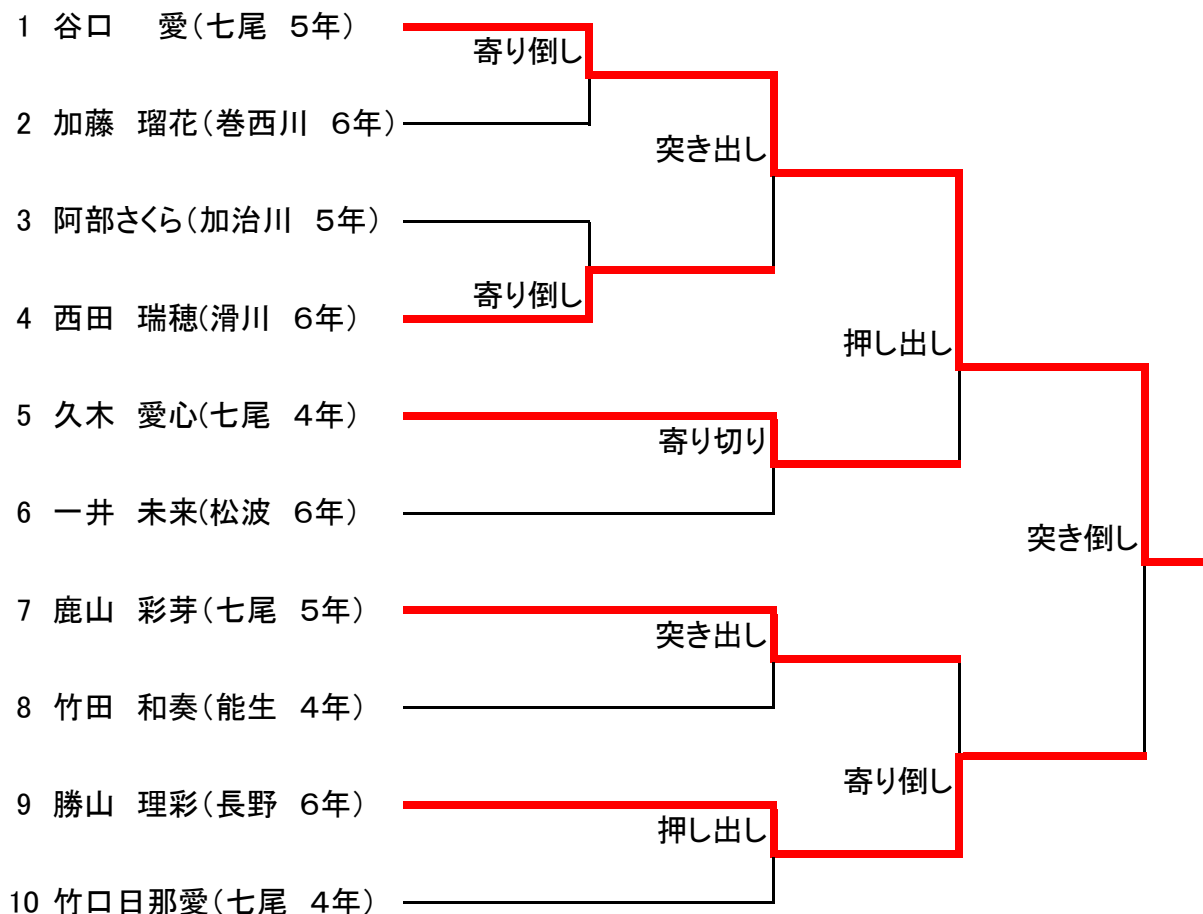 1 谷口　愛(七尾　5年)
寄り倒し
2 加藤　瑠花(巻西川　6年)
突き出し
3 阿部さくら(加治川　5年)
寄り倒し
4 西田　瑞穂(滑川　6年)
押し出し
5 久木　愛心(七尾　4年)
寄り切り
6 一井　未来(松波　6年)
突き倒し
7 鹿山　彩芽(七尾　5年)
突き出し
8 竹田　和奏(能生　4年)
寄り倒し
9 勝山　理彩(長野　6年)
押し出し
10 竹口日那愛(七尾　4年)